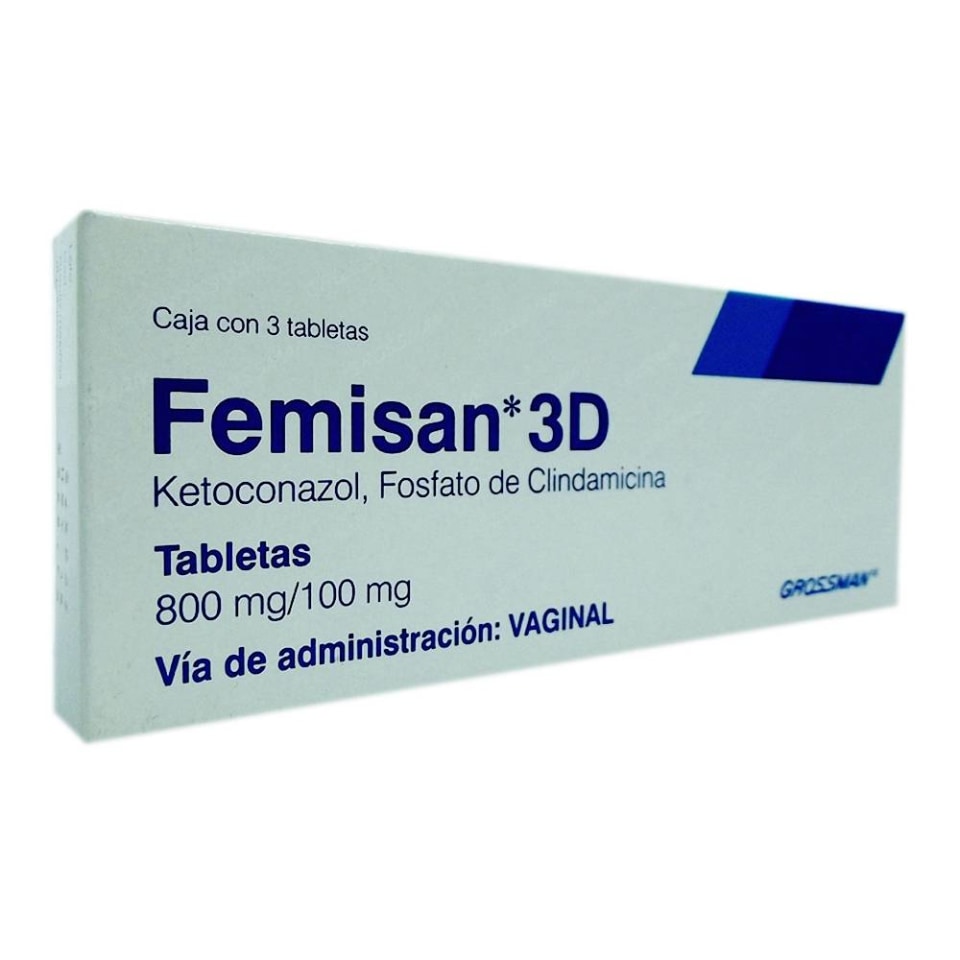 Caja con 3 tabletas
Femisan* 3D
Ketoconazol, Fosfato de Clindamicina
Tabletas
800 mg/100 mg
Vía de administración: VAGINAL
GROSSMAN